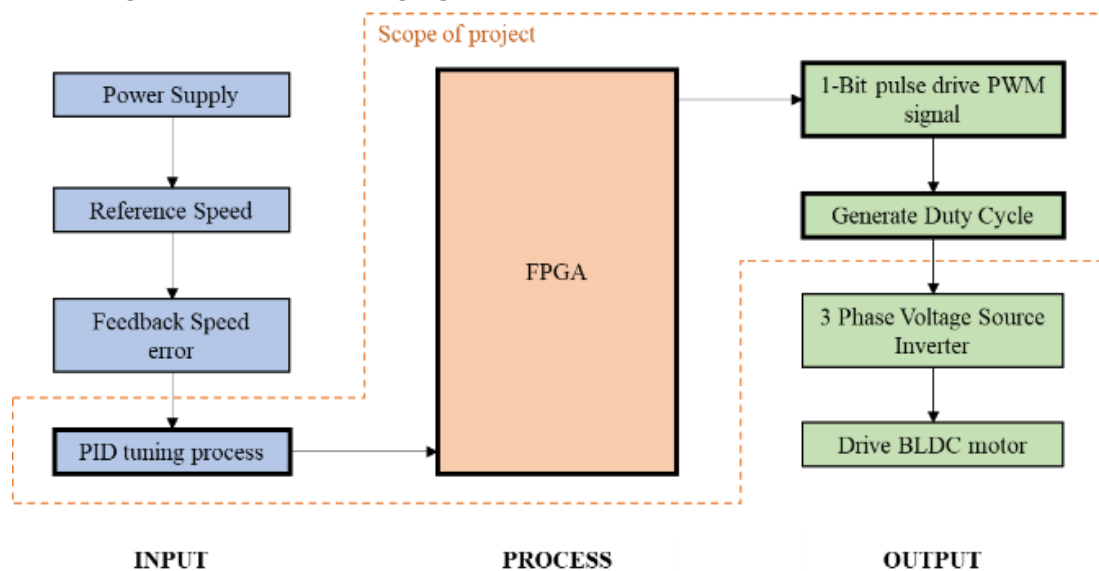 Scope of project
Power Supply
Reference Speed
Feedback Speed
error
PID tuning process
FPGA
1-Bit pulse drive PWM
signal
Generate Duty Cycle
3 Phase Voltage Source
Inverter
Drive BLDC motor
INPUT
PROCESS
OUTPUT